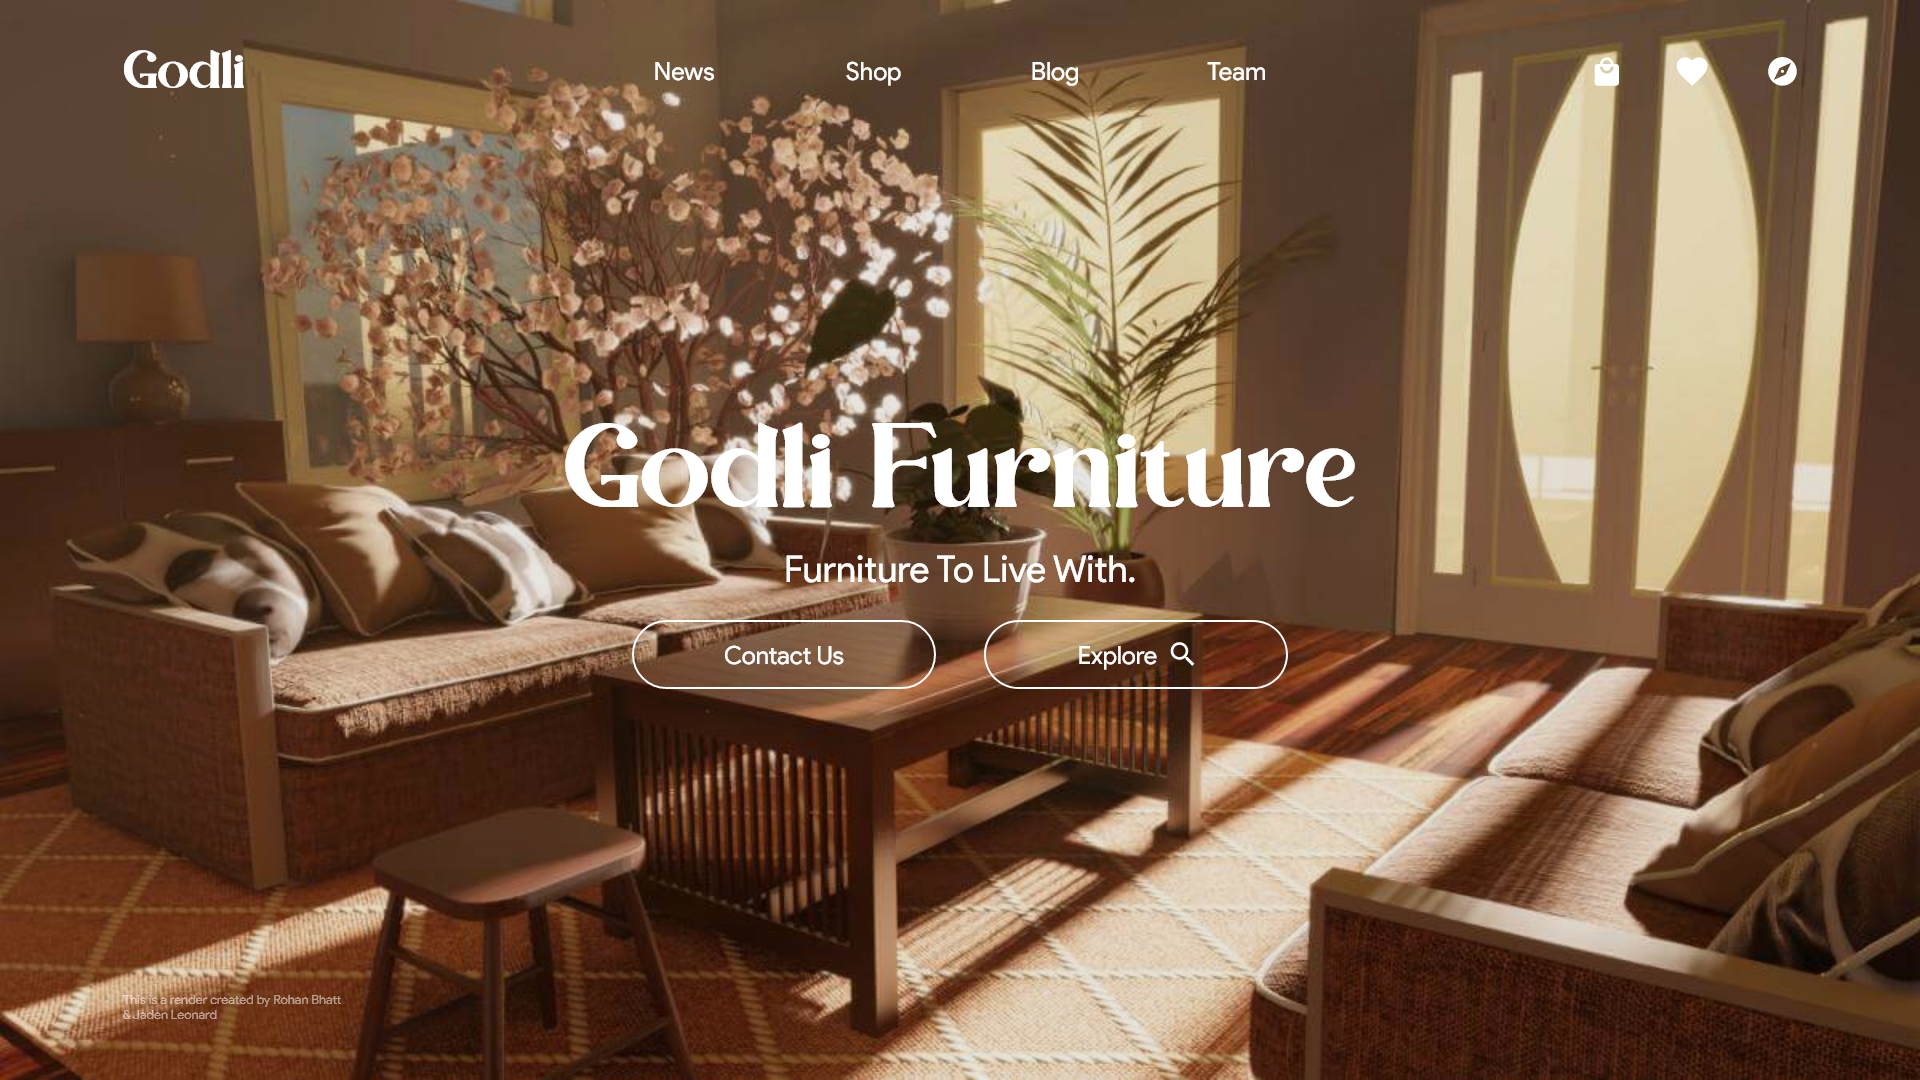 Godli
News
Shop
Blog
Team
Godli Furniture
Furniture To Live With.
Contact Us
Explore
This is a render created by Rohan Bhatt
& Jaden Leonard